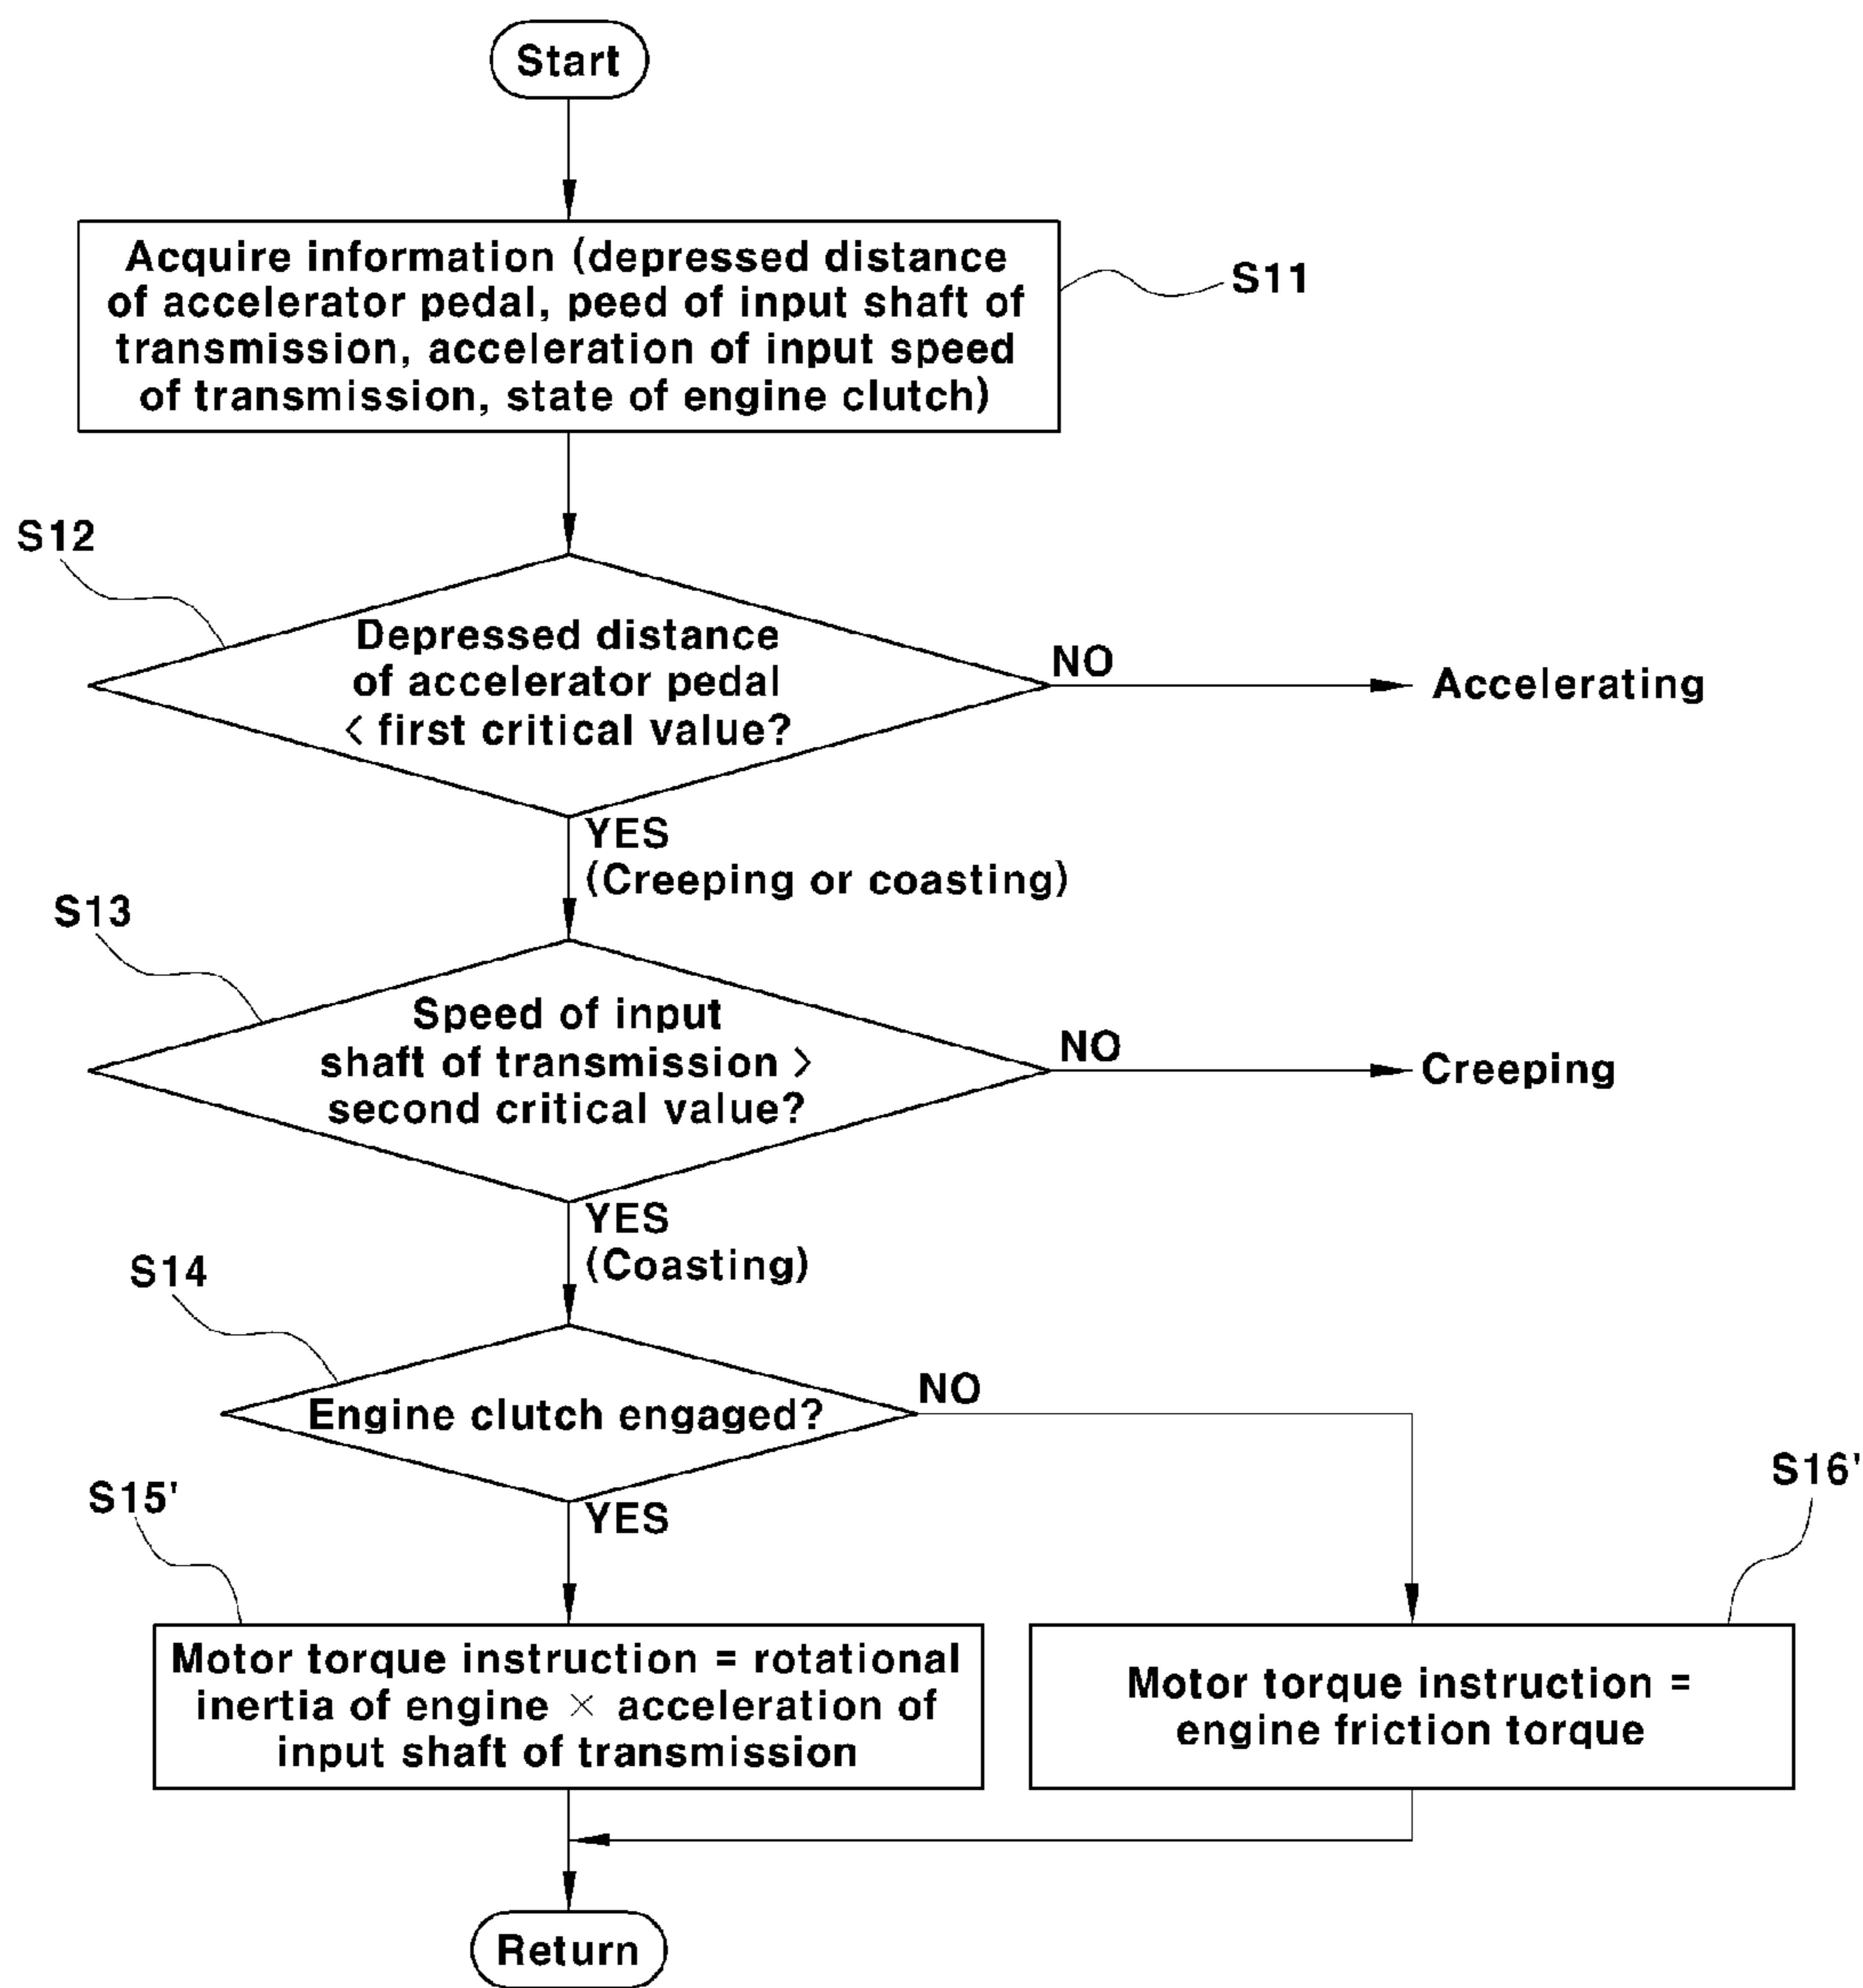 Start
Acquire information (depressed distance
of accelerator pedal, peed of input shaft of
transmission, acceleration of input speed
of transmission, state of engine clutch)
S11
S12
Depressed distance
of accelerator pedal
< first critical value?
NO
Accelerating
YES
(Creeping or coasting)
S13
Speed of input
shaft of transmission >
second critical value?
NO
Creeping
YES
(Coasting)
S14
Engine clutch engaged?
NO
YES
S15'
S16'
Motor torque instruction = rotational
inertia of engine × acceleration of
input shaft of transmission
Motor torque instruction =
engine friction torque
Return